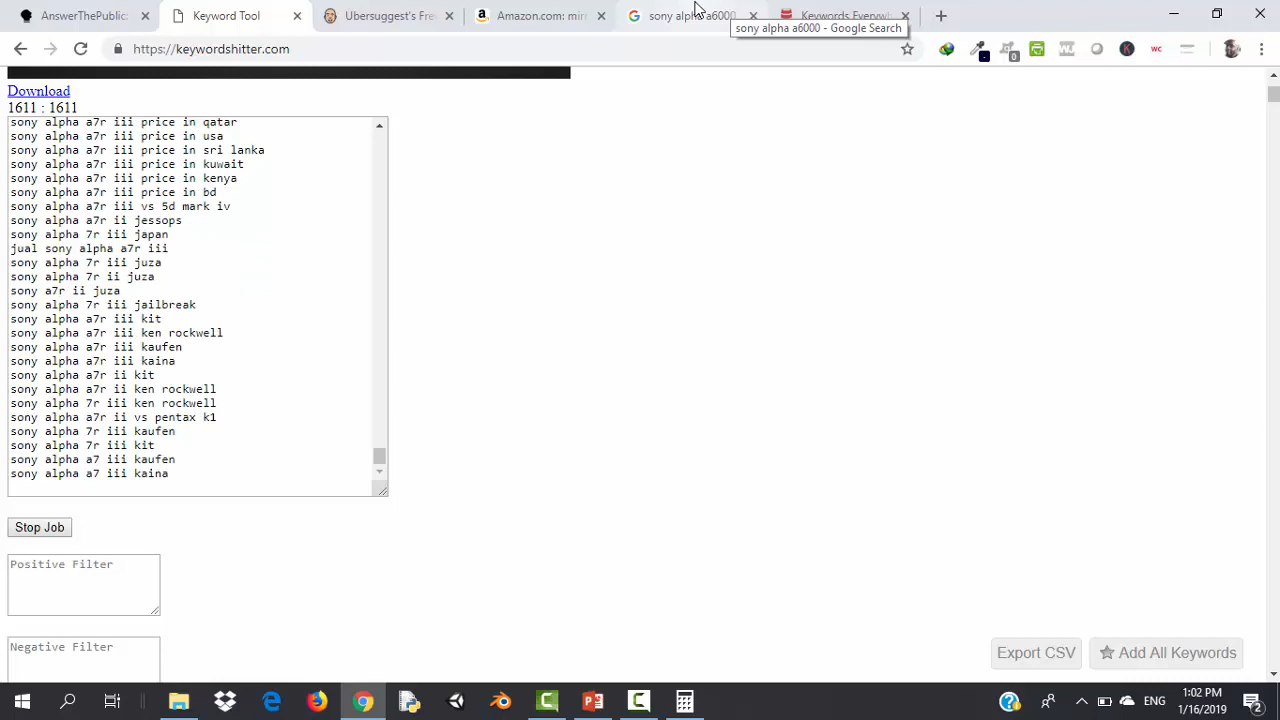 AnswerThePublic:
Keyword Tool
Ubersuggest's Fre
Amazon.com: mirr
sony alpha a6000
Keywords Everywh
sony alpha a6000 - Google Search
https://keywordshitter.com
Download
1611 : 1611
sony alpha a7r iii price in qatar
sony alpha a7r iii price in usa
sony alpha a7r iii price in sri lanka
sony alpha a7r iii price in kuwait
sony alpha a7r iii price in kenya
sony alpha a7r iii price in bd
sony alpha a7r iii vs 5d mark iv
sony alpha a7r ii jessops
sony alpha 7r iii japan
jual sony alpha a7r iii
sony alpha 7r iii juza
sony alpha 7r ii juza
sony a7r ii juza
sony alpha 7r iii jailbreak
sony alpha a7r iii kit
sony alpha a7r iii ken rockwell
sony alpha a7r iii kaufen
sony alpha a7r iii kaina
sony alpha a7r ii kit
sony alpha a7r ii ken rockwell
sony alpha 7r iii ken rockwell
sony alpha a7r ii vs pentax k1
sony alpha 7r iii kaufen
sony alpha 7r iii kit
sony alpha a7 iii kaufen
sony alpha a7 iii kaina
Stop Job
Positive Filter
Negative Filter
Export CSV
Add All Keywords
ENG
1:02 PM
1/16/2019